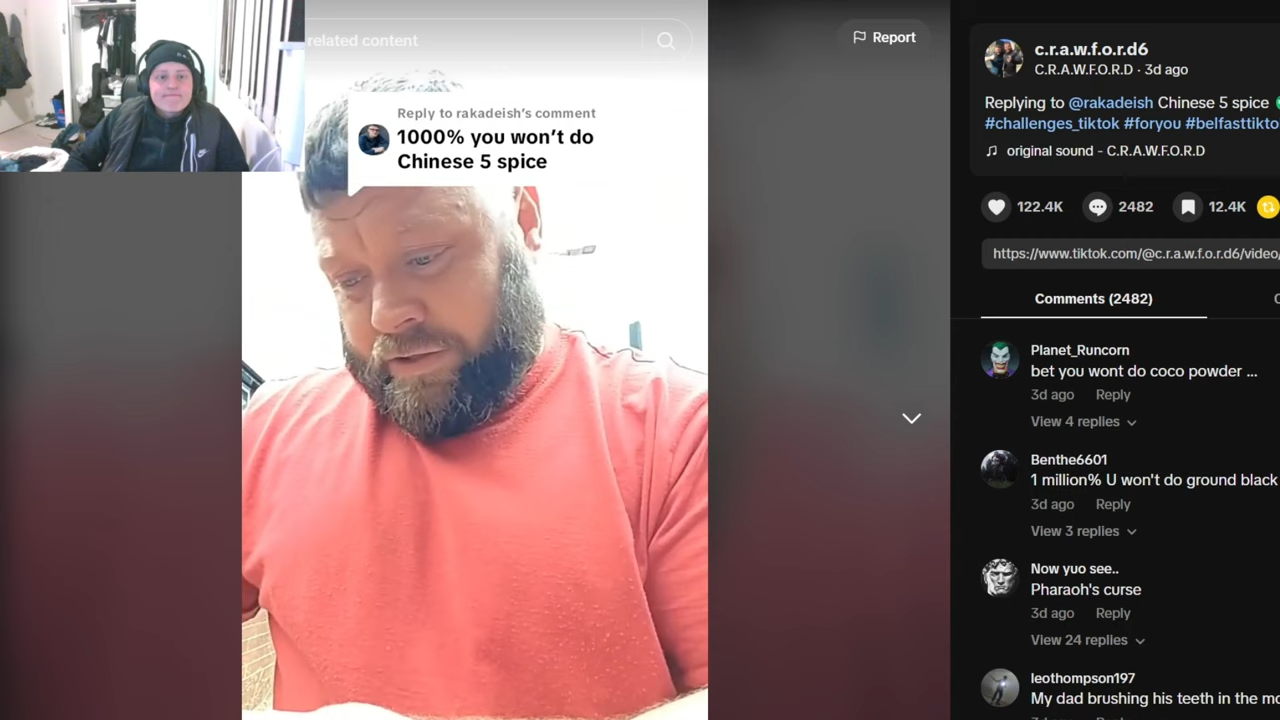 related content
Report
Reply to rakadeish's comment
1000% you won't do
Chinese 5 spice
c.r.a.w.f.o.r.d6
C.R.A.W.F.O.R.D · 3d ago
Replying to @rakadeish Chinese 5 spice
#challenges_tiktok #foryou #belfasttikto
original sound - C.R.A.W.F.O.R.D
122.4K
2482
12.4K
https://www.tiktok.com/@c.r.a.w.f.o.r.d6/video/
Comments (2482)
Planet_Runcorn
bet you wont do coco powder ...
3d ago Reply
View 4 replies
Benthe6601
1 million% U won't do ground black
3d ago Reply
View 3 replies
Now yuo see..
Pharaoh's curse
3d ago Reply
View 24 replies
leothompson197
My dad brushing his teeth in the mo